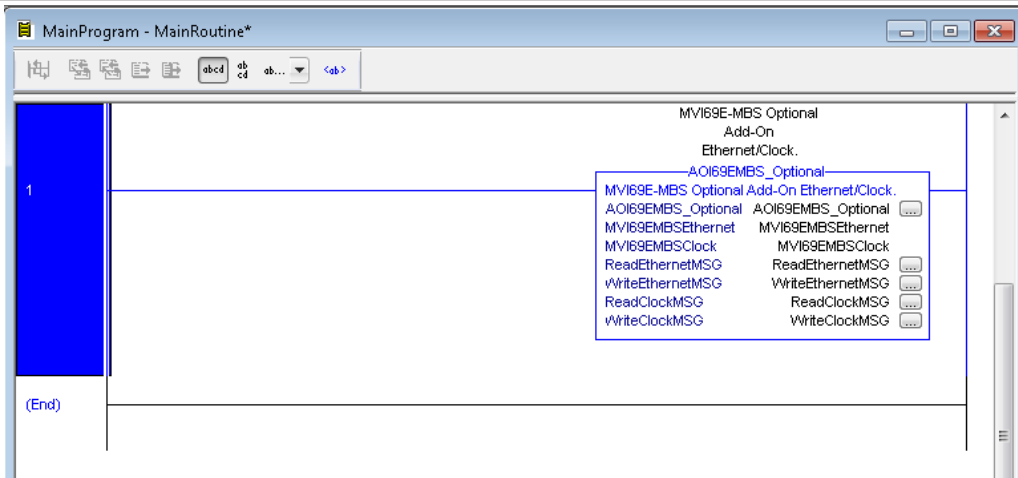 MainProgram - MainRoutine*
abcd ab cd ab... <ab>
MVI69E-MBS Optional
Add-On
Ethernet/Clock.
AOI69EMBS_Optional
1
MVI69E-MBS Optional Add-On Ethernet/Clock.
AOI69EMBS_Optional AOI69EMBS_Optional ...
MVI69EMBSEthernet MVI69EMBSEthernet
MVI69EMBSClock MVI69EMBSClock
ReadEthernetMSG ReadEthernetMSG ...
WriteEthernetMSG WriteEthernetMSG ...
ReadClockMSG ReadClockMSG ...
WriteClockMSG WriteClockMSG ...
(End)